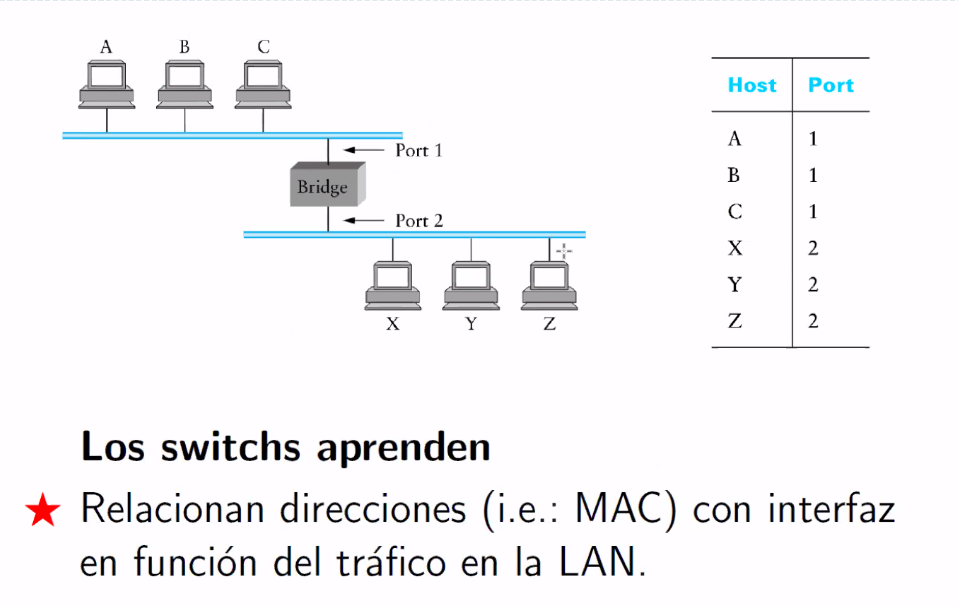 A B C
Port 1
Bridge
Port 2
X Y Z
Host Port
A 1
B 1
C 1
X 2
Y 2
Z 2
Los switchs aprenden
★ Relacionan direcciones (i.e.: MAC) con interfaz
en función del tráfico en la LAN.